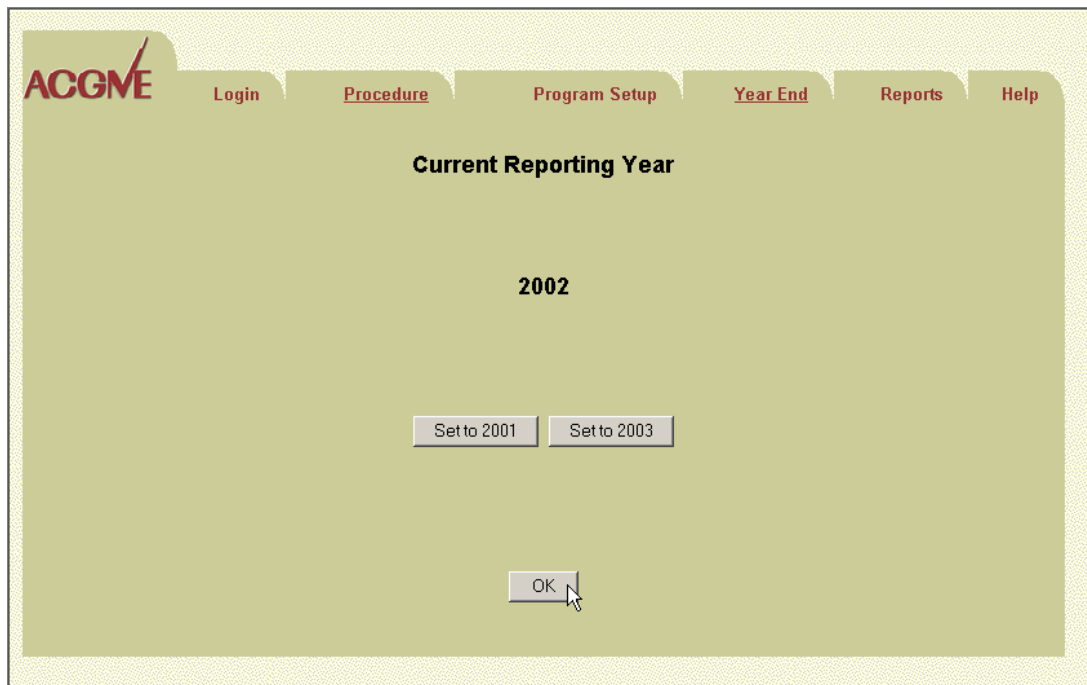 ACGME
Login Procedure Program Setup Year End Reports Help
Current Reporting Year
2002
Set to 2001 Set to 2003
OK